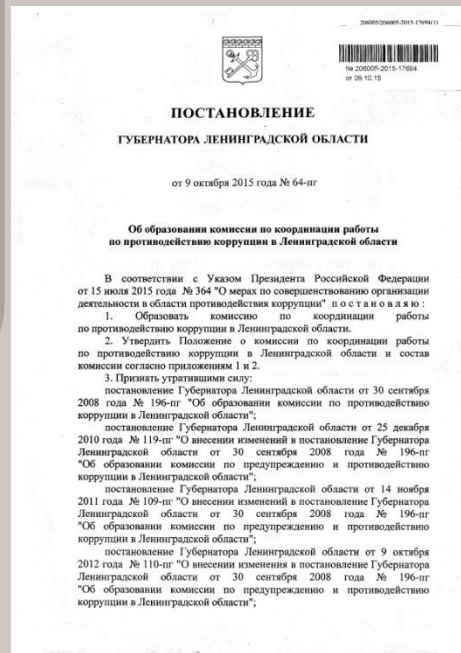 206005/206005-2015-17694(1)
№ 206005-2015-17694
от 09.10.15
ПОСТАНОВЛЕНИЕ
ГУБЕРНАТОРА ЛЕНИНГРАДСКОЙ ОБЛАСТИ
от 9 октября 2015 года № 64-пг
Об образовании комиссии по координации работы
по противодействию коррупции в Ленинградской области
В соответствии с Указом Президента Российской Федерации
от 15 июля 2015 года № 364 "О мерах по совершенствованию организации
деятельности в области противодействия коррупции" п о с т а н о в л я ю :
1. Образовать комиссию по координации работы
по противодействию коррупции в Ленинградской области.
2. Утвердить Положение о комиссии по координации работы
по противодействию коррупции в Ленинградской области и состав
комиссии согласно приложениям 1 и 2.
3. Признать утратившими силу:
постановление Губернатора Ленинградской области от 30 сентября
2008 года № 196-пг "Об образовании комиссии по противодействию
коррупции в Ленинградской области";
постановление Губернатора Ленинградской области от 25 декабря
2010 года № 119-пг "О внесении изменений в постановление Губернатора
Ленинградской области от 30 сентября 2008 года № 196-пг
"Об образовании комиссии по предупреждению и противодействию
коррупции в Ленинградской области";
постановление Губернатора Ленинградской области от 14 ноября
2011 года № 109-пг "О внесении изменений в постановление Губернатора
Ленинградской области от 30 сентября 2008 года № 196-пг
"Об образовании комиссии по предупреждению и противодействию
коррупции в Ленинградской области";
постановление Губернатора Ленинградской области от 9 октября
2012 года № 110-пг "О внесении изменения в постановление Губернатора
Ленинградской области от 30 сентября 2008 года № 196-пг
"Об образовании комиссии по предупреждению и противодействию
коррупции в Ленинградской области";